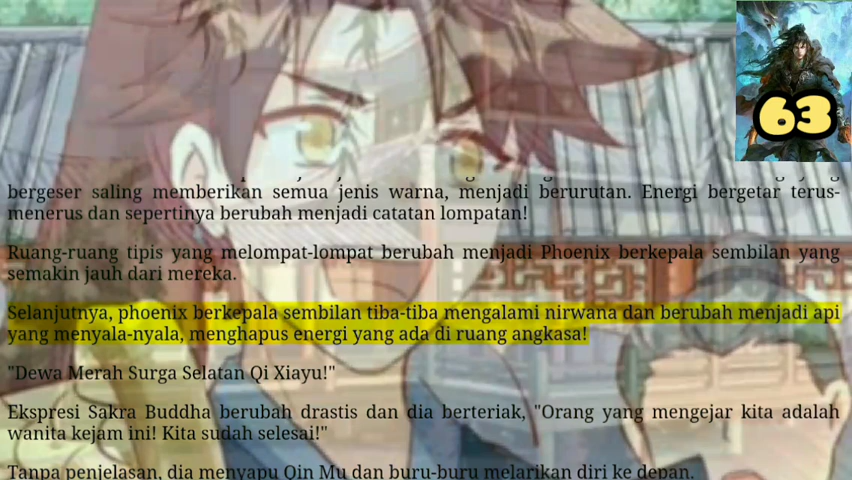 63
bergeser saling memberikan semua jenis warna, menjadi berurutan. Energi bergetar terus-
menerus dan sepertinya berubah menjadi catatan lompatan!
Ruang-ruang tipis yang melompat-lompat berubah menjadi Phoenix berkepala sembilan yang
semakin jauh dari mereka.
Selanjutnya, phoenix berkepala sembilan tiba-tiba mengalami nirwana dan berubah menjadi api
yang menyala-nyala, menghapus energi yang ada di ruang angkasa!
"Dewa Merah Surga Selatan Qi Xiayu!"
Ekspresi Sakra Buddha berubah drastis dan dia berteriak, "Orang yang mengejar kita adalah
wanita kejam ini! Kita sudah selesai!"
Tanpa penjelasan, dia menyapu Qin Mu dan buru-buru melarikan diri ke depan.